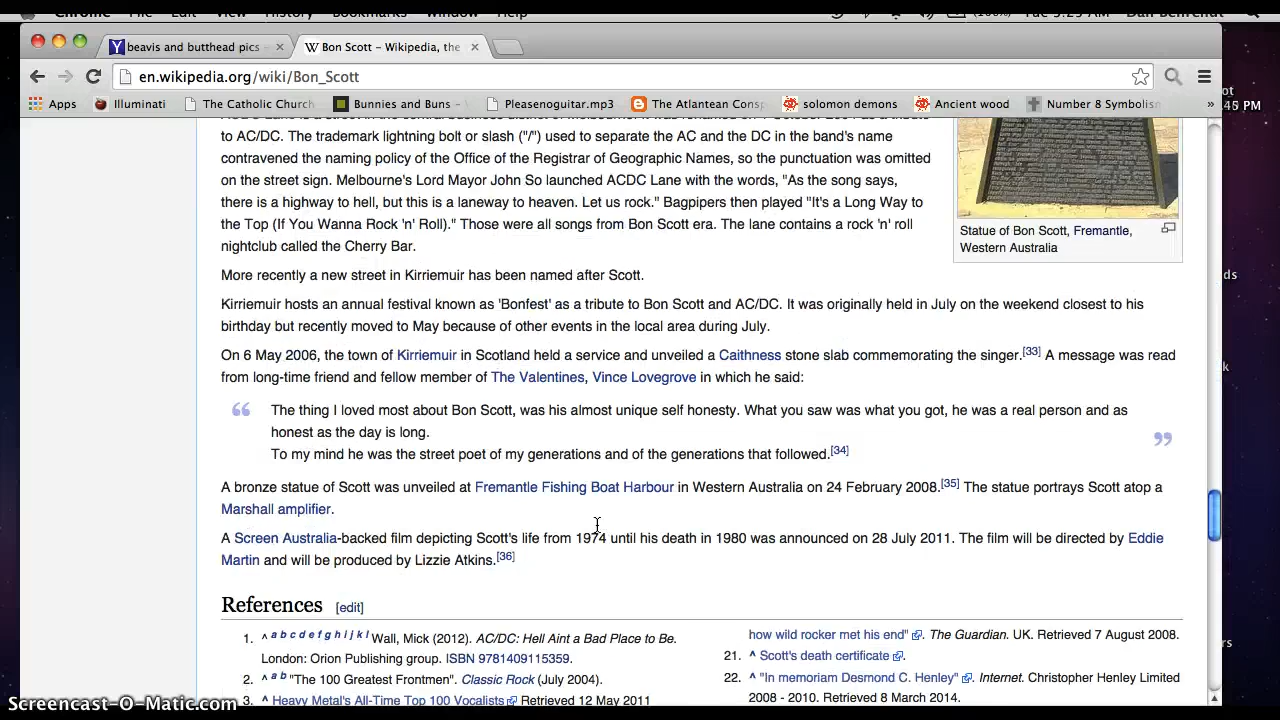 File Edit View History Bookmarks Window Help
(100%) Tue 3:25 AM Dan Behrendt
beavis and butthead pics
Bon Scott – Wikipedia, the
en.wikipedia.org/wiki/Bon_Scott
Apps Illuminati The Catholic Church Bunnies and Buns - Pleasenoguitar.mp3 The Atlantean Consp solomon demons Ancient wood Number 8 Symbolism »
to AC/DC. The trademark lightning bolt or slash ("/") used to separate the AC and the DC in the band's name
contravened the naming policy of the Office of the Registrar of Geographic Names, so the punctuation was omitted
on the street sign. Melbourne's Lord Mayor John So launched ACDC Lane with the words, "As the song says,
there is a highway to hell, but this is a laneway to heaven. Let us rock." Bagpipers then played "It's a Long Way to
the Top (If You Wanna Rock 'n' Roll)." Those were all songs from Bon Scott era. The lane contains a rock 'n' roll
nightclub called the Cherry Bar.
Statue of Bon Scott, Fremantle,
Western Australia
More recently a new street in Kirriemuir has been named after Scott.
Kirriemuir hosts an annual festival known as 'Bonfest' as a tribute to Bon Scott and AC/DC. It was originally held in July on the weekend closest to his
birthday but recently moved to May because of other events in the local area during July.
On 6 May 2006, the town of Kirriemuir in Scotland held a service and unveiled a Caithness stone slab commemorating the singer.[33] A message was read
from long-time friend and fellow member of The Valentines, Vince Lovegrove in which he said:
“ The thing I loved most about Bon Scott, was his almost unique self honesty. What you saw was what you got, he was a real person and as
honest as the day is long. ”
To my mind he was the street poet of my generations and of the generations that followed.[34]
A bronze statue of Scott was unveiled at Fremantle Fishing Boat Harbour in Western Australia on 24 February 2008.[35] The statue portrays Scott atop a
Marshall amplifier.
A Screen Australia-backed film depicting Scott's life from 1974 until his death in 1980 was announced on 28 July 2011. The film will be directed by Eddie
Martin and will be produced by Lizzie Atkins.[36]
References [edit]
1. ^ a b c d e f g h i j k l Wall, Mick (2012). AC/DC: Hell Aint a Bad Place to Be.
London: Orion Publishing group. ISBN 9781409115359.
2. ^ a b "The 100 Greatest Frontmen". Classic Rock (July 2004).
3. ^ Heavy Metal's All-Time Top 100 Vocalists Retrieved 12 May 2011
how wild rocker met his end". The Guardian. UK. Retrieved 7 August 2008.
21. ^ Scott's death certificate.
22. ^ "In memoriam Desmond C. Henley". Internet. Christopher Henley Limited
2008 - 2010. Retrieved 8 March 2014.
Screencast-O-Matic.com